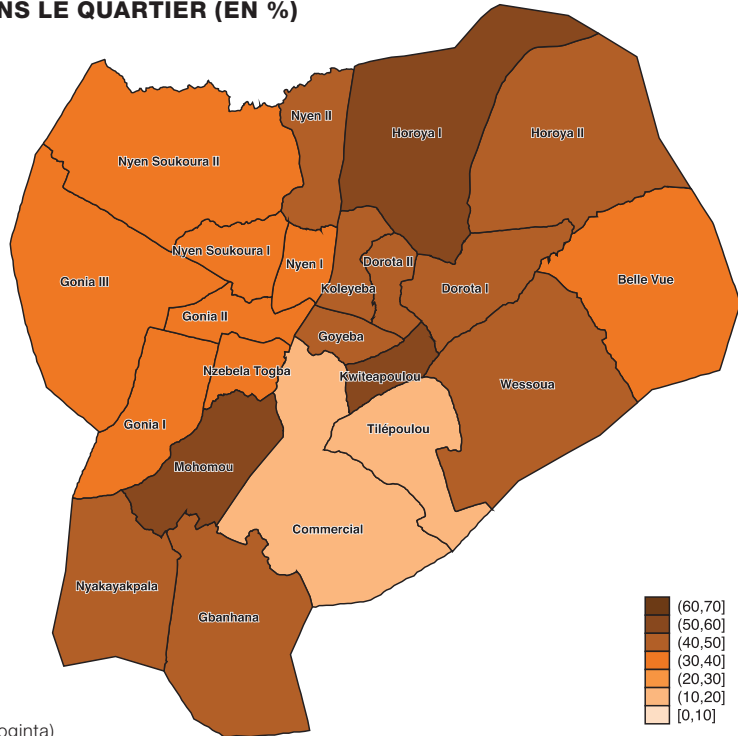 NS LE QUARTIER (EN %)
Nyen II
Horoya I
Horoya II
Nyen Soukoura II
Nyen Soukoura I
Nyen I
Dorota II
Gonia III
Koleyeba
Dorota I
Belle Vue
Gonia II
Goyeba
Nzebela Togba
Kwiteapoulou
Wessoua
Gonia I
Tilépoulou
Mohomou
Commercial
Nyakayakpala
Gbanhana
(60,70]
(50,60]
(40,50]
(30,40]
(20,30]
(10,20]
[0,10]
oginta)